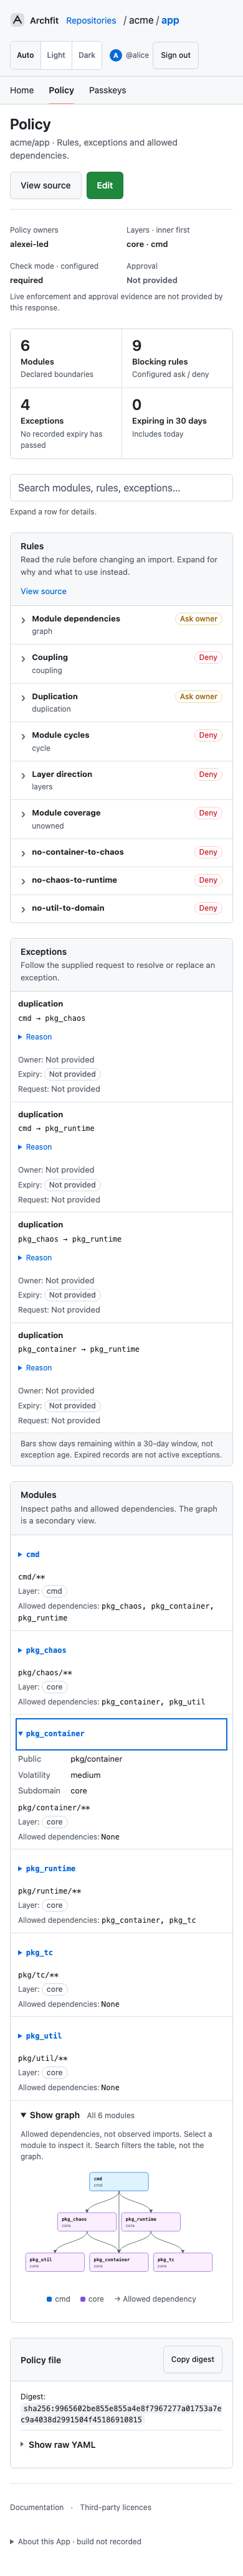 Archfit Repositories / acme / app
Auto Light Dark A @alice Sign out
Home Policy Passkeys
Policy
acme/app · Rules, exceptions and allowed
dependencies.
View source Edit
Policy owners Layers · inner first
alexei-led core · cmd
Check mode · configured Approval
required Not provided
Live enforcement and approval evidence are not provided by
this response.
6 9
Modules Blocking rules
Declared boundaries Configured ask / deny
4 0
Exceptions Expiring in 30 days
No recorded expiry has Includes today
passed
Search modules, rules, exceptions...
Expand a row for details.
Rules
Read the rule before changing an import. Expand for
why and what to use instead.
View source
Module dependencies Ask owner
graph
Coupling Deny
coupling
Duplication Ask owner
duplication
Module cycles Deny
cycle
Layer direction Deny
layers
Module coverage Deny
unowned
no-container-to-chaos Deny
no-chaos-to-runtime Deny
no-util-to-domain Deny
Exceptions
Follow the supplied request to resolve or replace an
exception.
duplication
cmd → pkg_chaos
Reason
Owner: Not provided
Expiry: Not provided
Request: Not provided
duplication
cmd → pkg_runtime
Reason
Owner: Not provided
Expiry: Not provided
Request: Not provided
duplication
pkg_chaos → pkg_runtime
Reason
Owner: Not provided
Expiry: Not provided
Request: Not provided
duplication
pkg_container → pkg_runtime
Reason
Owner: Not provided
Expiry: Not provided
Request: Not provided
Bars show days remaining within a 30-day window, not
exception age. Expired records are not active exceptions.
Modules
Inspect paths and allowed dependencies. The graph
is a secondary view.
cmd
cmd/**
Layer: cmd
Allowed dependencies: pkg_chaos, pkg_container,
pkg_runtime
pkg_chaos
pkg/chaos/**
Layer: core
Allowed dependencies: pkg_container, pkg_util
pkg_container
Public pkg/container
Volatility medium
Subdomain core
pkg/container/**
Layer: core
Allowed dependencies: None
pkg_runtime
pkg/runtime/**
Layer: core
Allowed dependencies: pkg_container, pkg_tc
pkg_tc
pkg/tc/**
Layer: core
Allowed dependencies: None
pkg_util
pkg/util/**
Layer: core
Allowed dependencies: None
Show graph All 6 modules
Allowed dependencies, not observed imports. Select a
module to inspect it. Search filters the table, not the
graph.
cmd
cmd
pkg_chaos pkg_runtime
core core
pkg_util pkg_container pkg_tc
core core core
cmd core → Allowed dependency
Policy file Copy digest
Digest:
sha256:9965602be855e855a4e8f7967277a01753a7e
c9a4038d2991504f45186910815
Show raw YAML
Documentation · Third-party licences
About this App · build not recorded